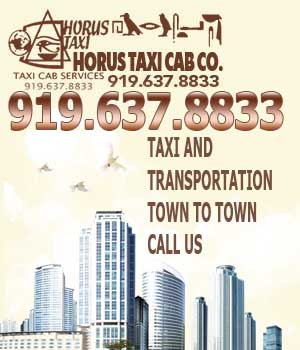 HORUS
TAXI
TAXI CAB SERVICES
919.637.8833
HORUS TAXI CAB CO.
919.637.8833
919.637.8833
TAXI AND
TRANSPORTATION
TOWN TO TOWN
CALL US